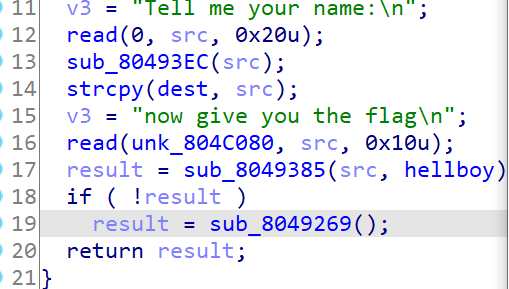 11 v3 = "Tell me your name:\n";
12 read(0, src, 0x20u);
13 sub_80493EC(src);
14 strcpy(dest, src);
15 v3 = "now give you the flag\n";
16 read(unk_804C080, src, 0x10u);
17 result = sub_8049385(src, hellboy)
18 if ( !result )
19 result = sub_8049269();
20 return result;
21 }